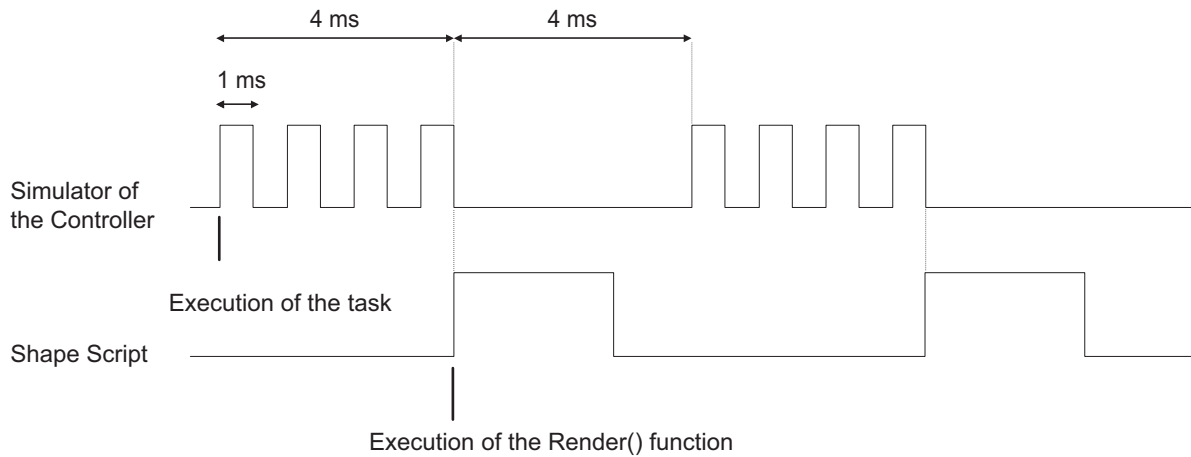 4 ms
4 ms
1 ms
Simulator of
the Controller
Execution of the task
Shape Script
Execution of the Render() function